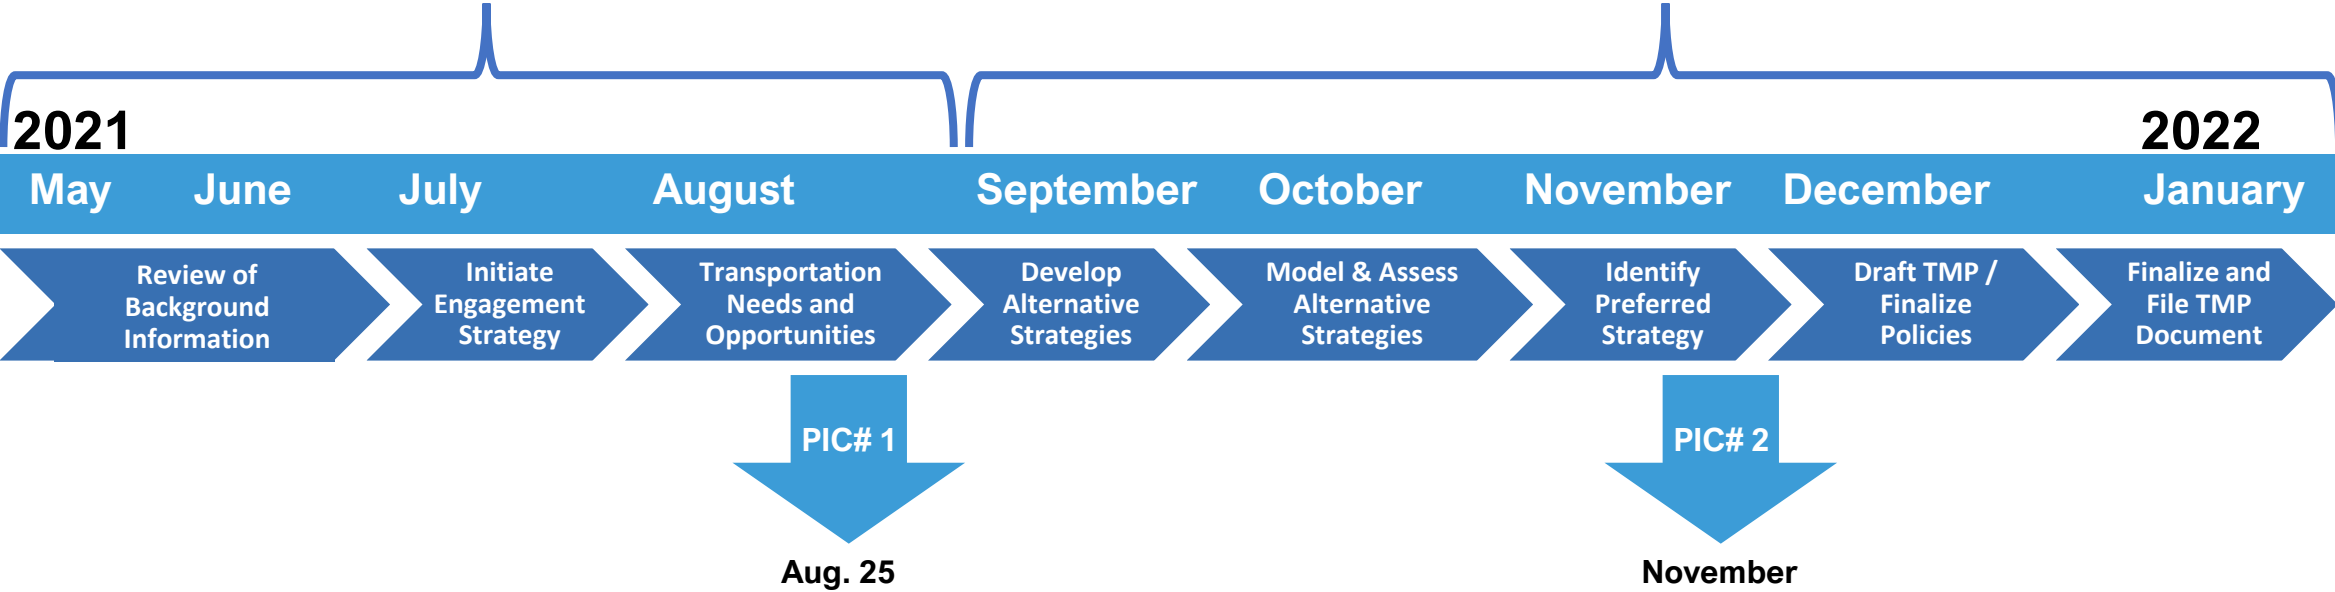 2021
2022
May
June
July
August
September
October
November
December
January
Review of
Background
Information
Initiate
Engagement
Strategy
Transportation
Needs and
Opportunities
Develop
Alternative
Strategies
Model & Assess
Alternative
Strategies
Identify
Preferred
Strategy
Draft TMP /
Finalize
Policies
Finalize and
File TMP
Document
PIC# 1
PIC# 2
Aug. 25
November